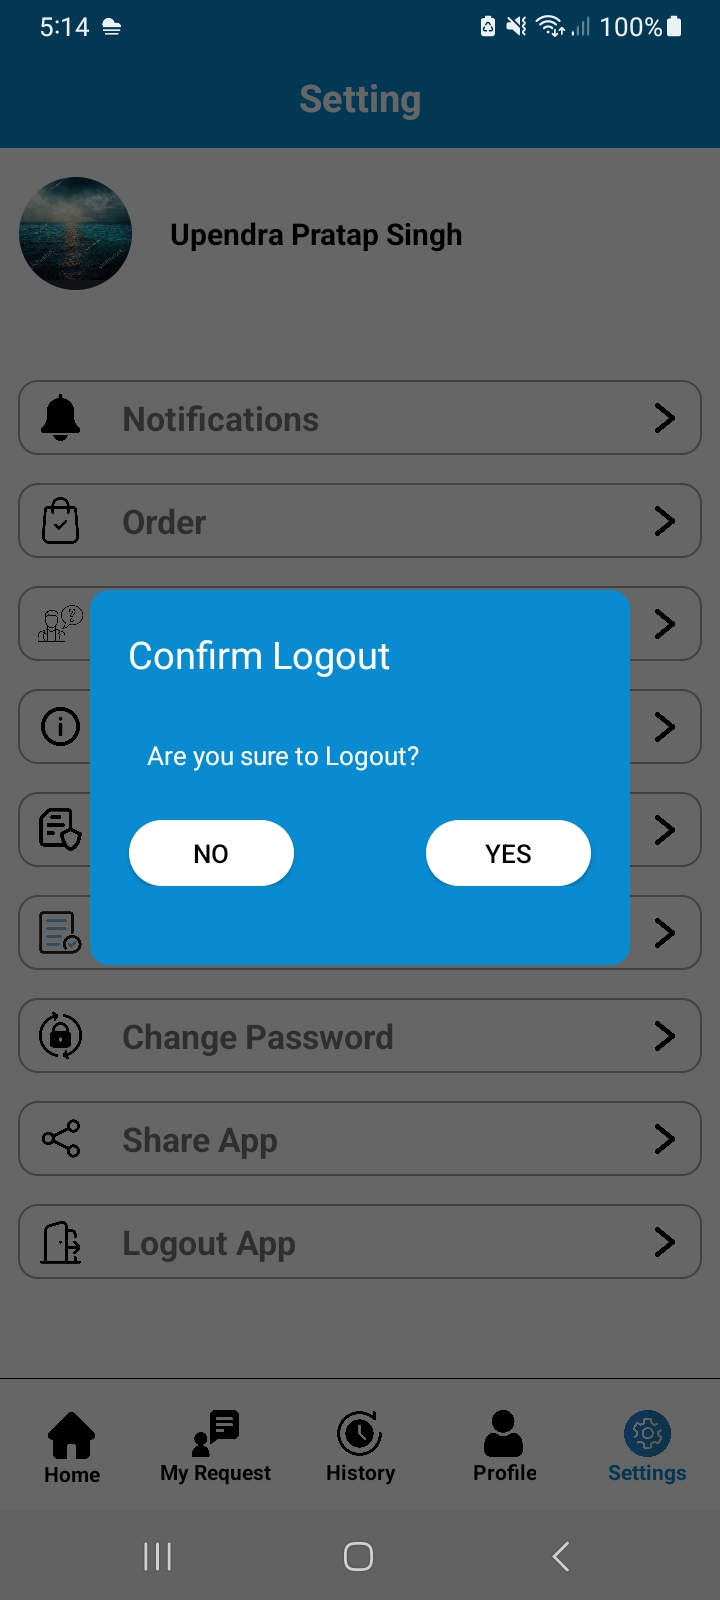 5:14
100%
Setting
Upendra Pratap Singh
Notifications
Order
Confirm Logout
Are you sure to Logout?
NO
YES
Change Password
Share App
Logout App
Home
My Request
History
Profile
Settings